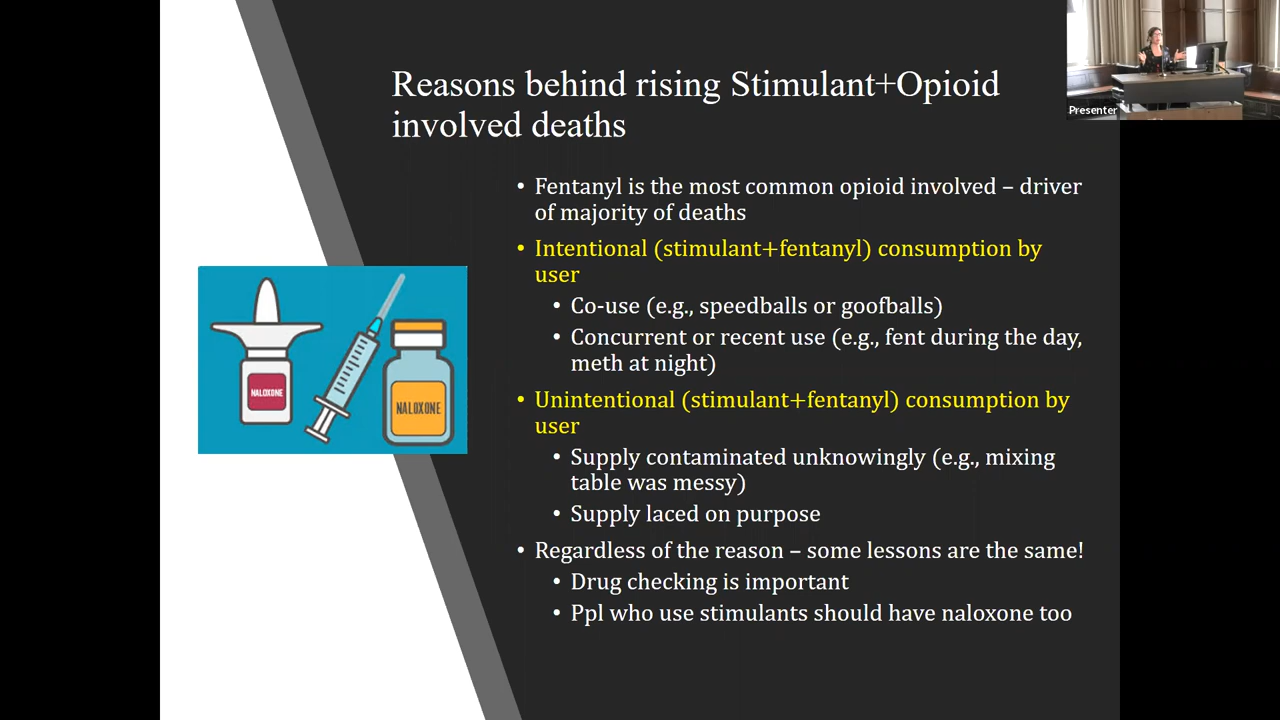 Reasons behind rising Stimulant+Opioid
involved deaths
Presenter
• Fentanyl is the most common opioid involved – driver
of majority of deaths
• Intentional (stimulant+fentanyl) consumption by
user
• Co-use (e.g., speedballs or goofballs)
• Concurrent or recent use (e.g., fent during the day,
meth at night)
• Unintentional (stimulant+fentanyl) consumption by
user
• Supply contaminated unknowingly (e.g., mixing
table was messy)
• Supply laced on purpose
• Regardless of the reason – some lessons are the same!
• Drug checking is important
• Ppl who use stimulants should have naloxone too
NALOXONE
NALOXONE